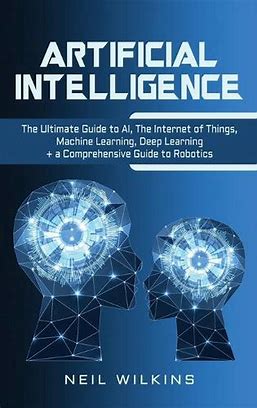 ARTIFICIAL
INTELLIGENCE
The Ultimate Guide to AI, The Internet of Things,
Machine Learning, Deep Learning
+ a Comprehensive Guide to Robotics
NEIL WILKINS